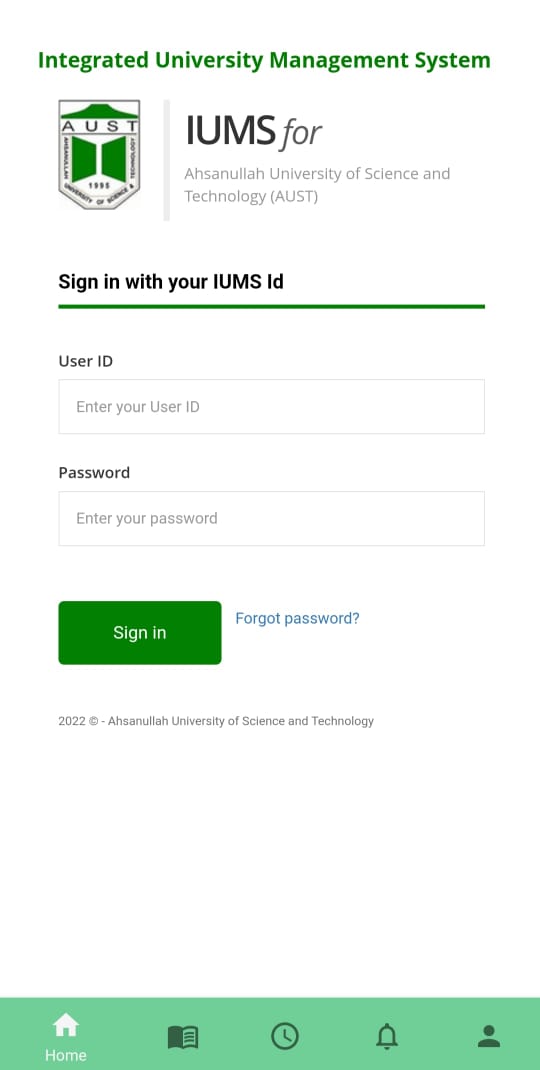 Integrated University Management System
AUST
AHSANULLAH UNIVERSITY OF SCIENCE & TECHNOLOGY
1995
IUMS for
Ahsanullah University of Science and
Technology (AUST)
Sign in with your IUMS Id
User ID
Enter your User ID
Password
Enter your password
Sign in
Forgot password?
2022 © - Ahsanullah University of Science and Technology
Home